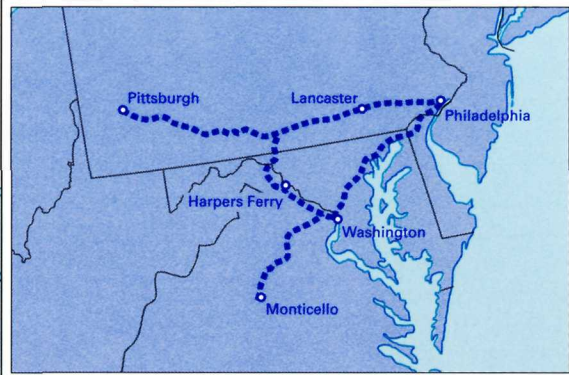 Pittsburgh
Lancaster
Philadelphia
Harpers Ferry
Washington
Monticello